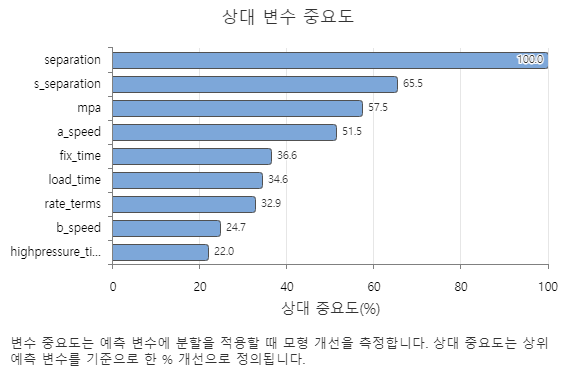 상대 변수 중요도
separation
100.0
s_separation
65.5
mpa
57.5
a_speed
51.5
fix_time
36.6
load_time
34.6
rate_terms
32.9
b_speed
24.7
highpressure_ti...
22.0
0 20 40 60 80 100
상대 중요도(%)
변수 중요도는 예측 변수에 분할을 적용할 때 모형 개선을 측정합니다. 상대 중요도는 상위
예측 변수를 기준으로 한 % 개선으로 정의됩니다.